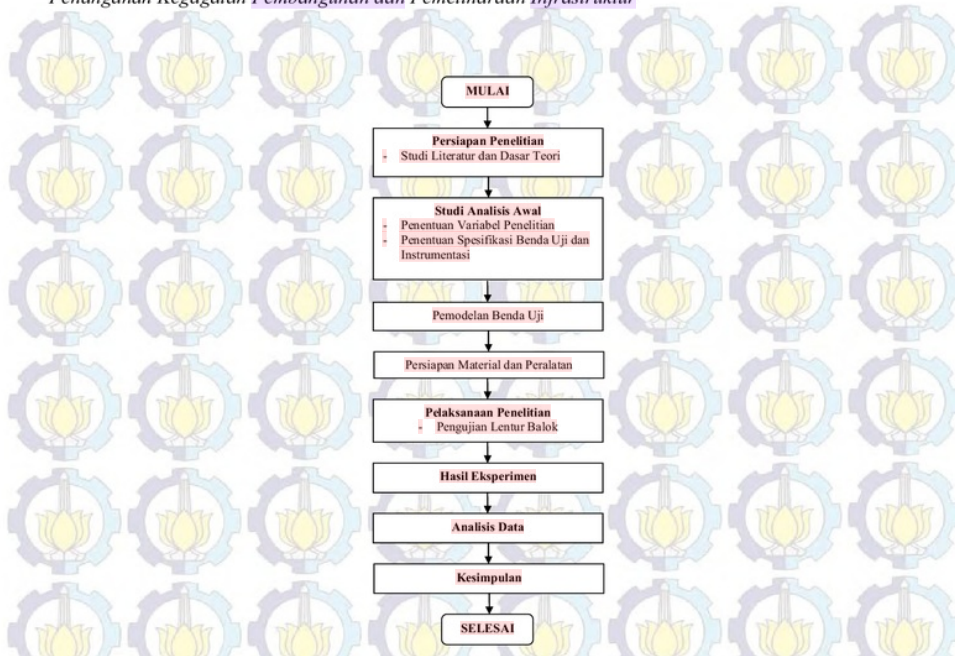 Penanganan Kegagalan Pembangunan dan Pemeliharaan Infrastruktur
MULAI
Persiapan Penelitian
- Studi Literatur dan Dasar Teori
Studi Analisis Awal
- Penentuan Variabel Penelitian
- Penentuan Spesifikasi Benda Uji dan
Instrumentasi
Pemodelan Benda Uji
Persiapan Material dan Peralatan
Pelaksanaan Penelitian
- Pengujian Lentur Balok
Hasil Eksperimen
Analisis Data
Kesimpulan
SELESAI